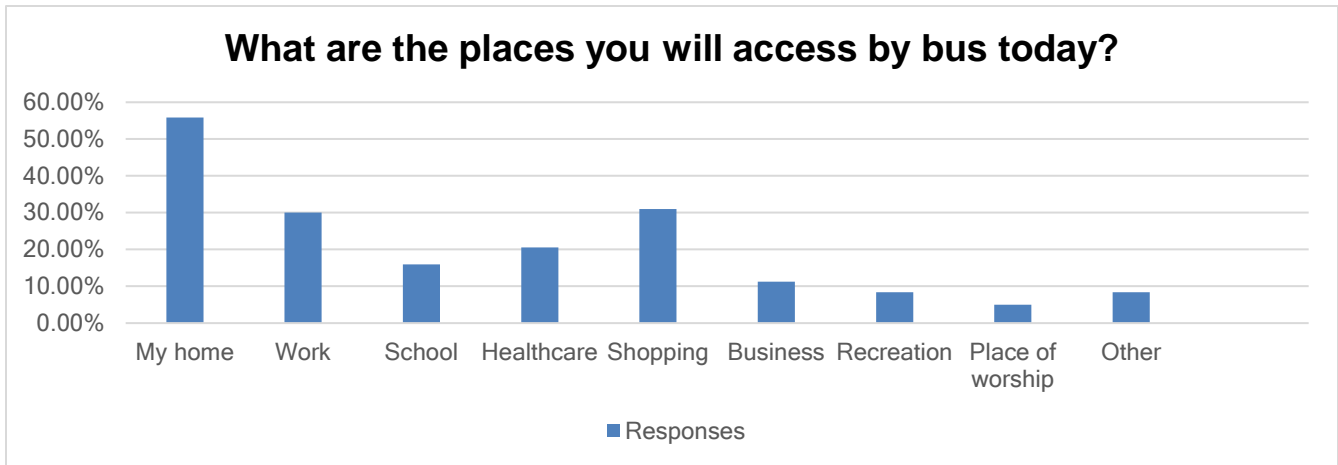 What are the places you will access by bus today?
60.00%
50.00%
40.00%
30.00%
20.00%
10.00%
0.00%
My home Work School Healthcare Shopping Business Recreation Place of worship Other
Responses